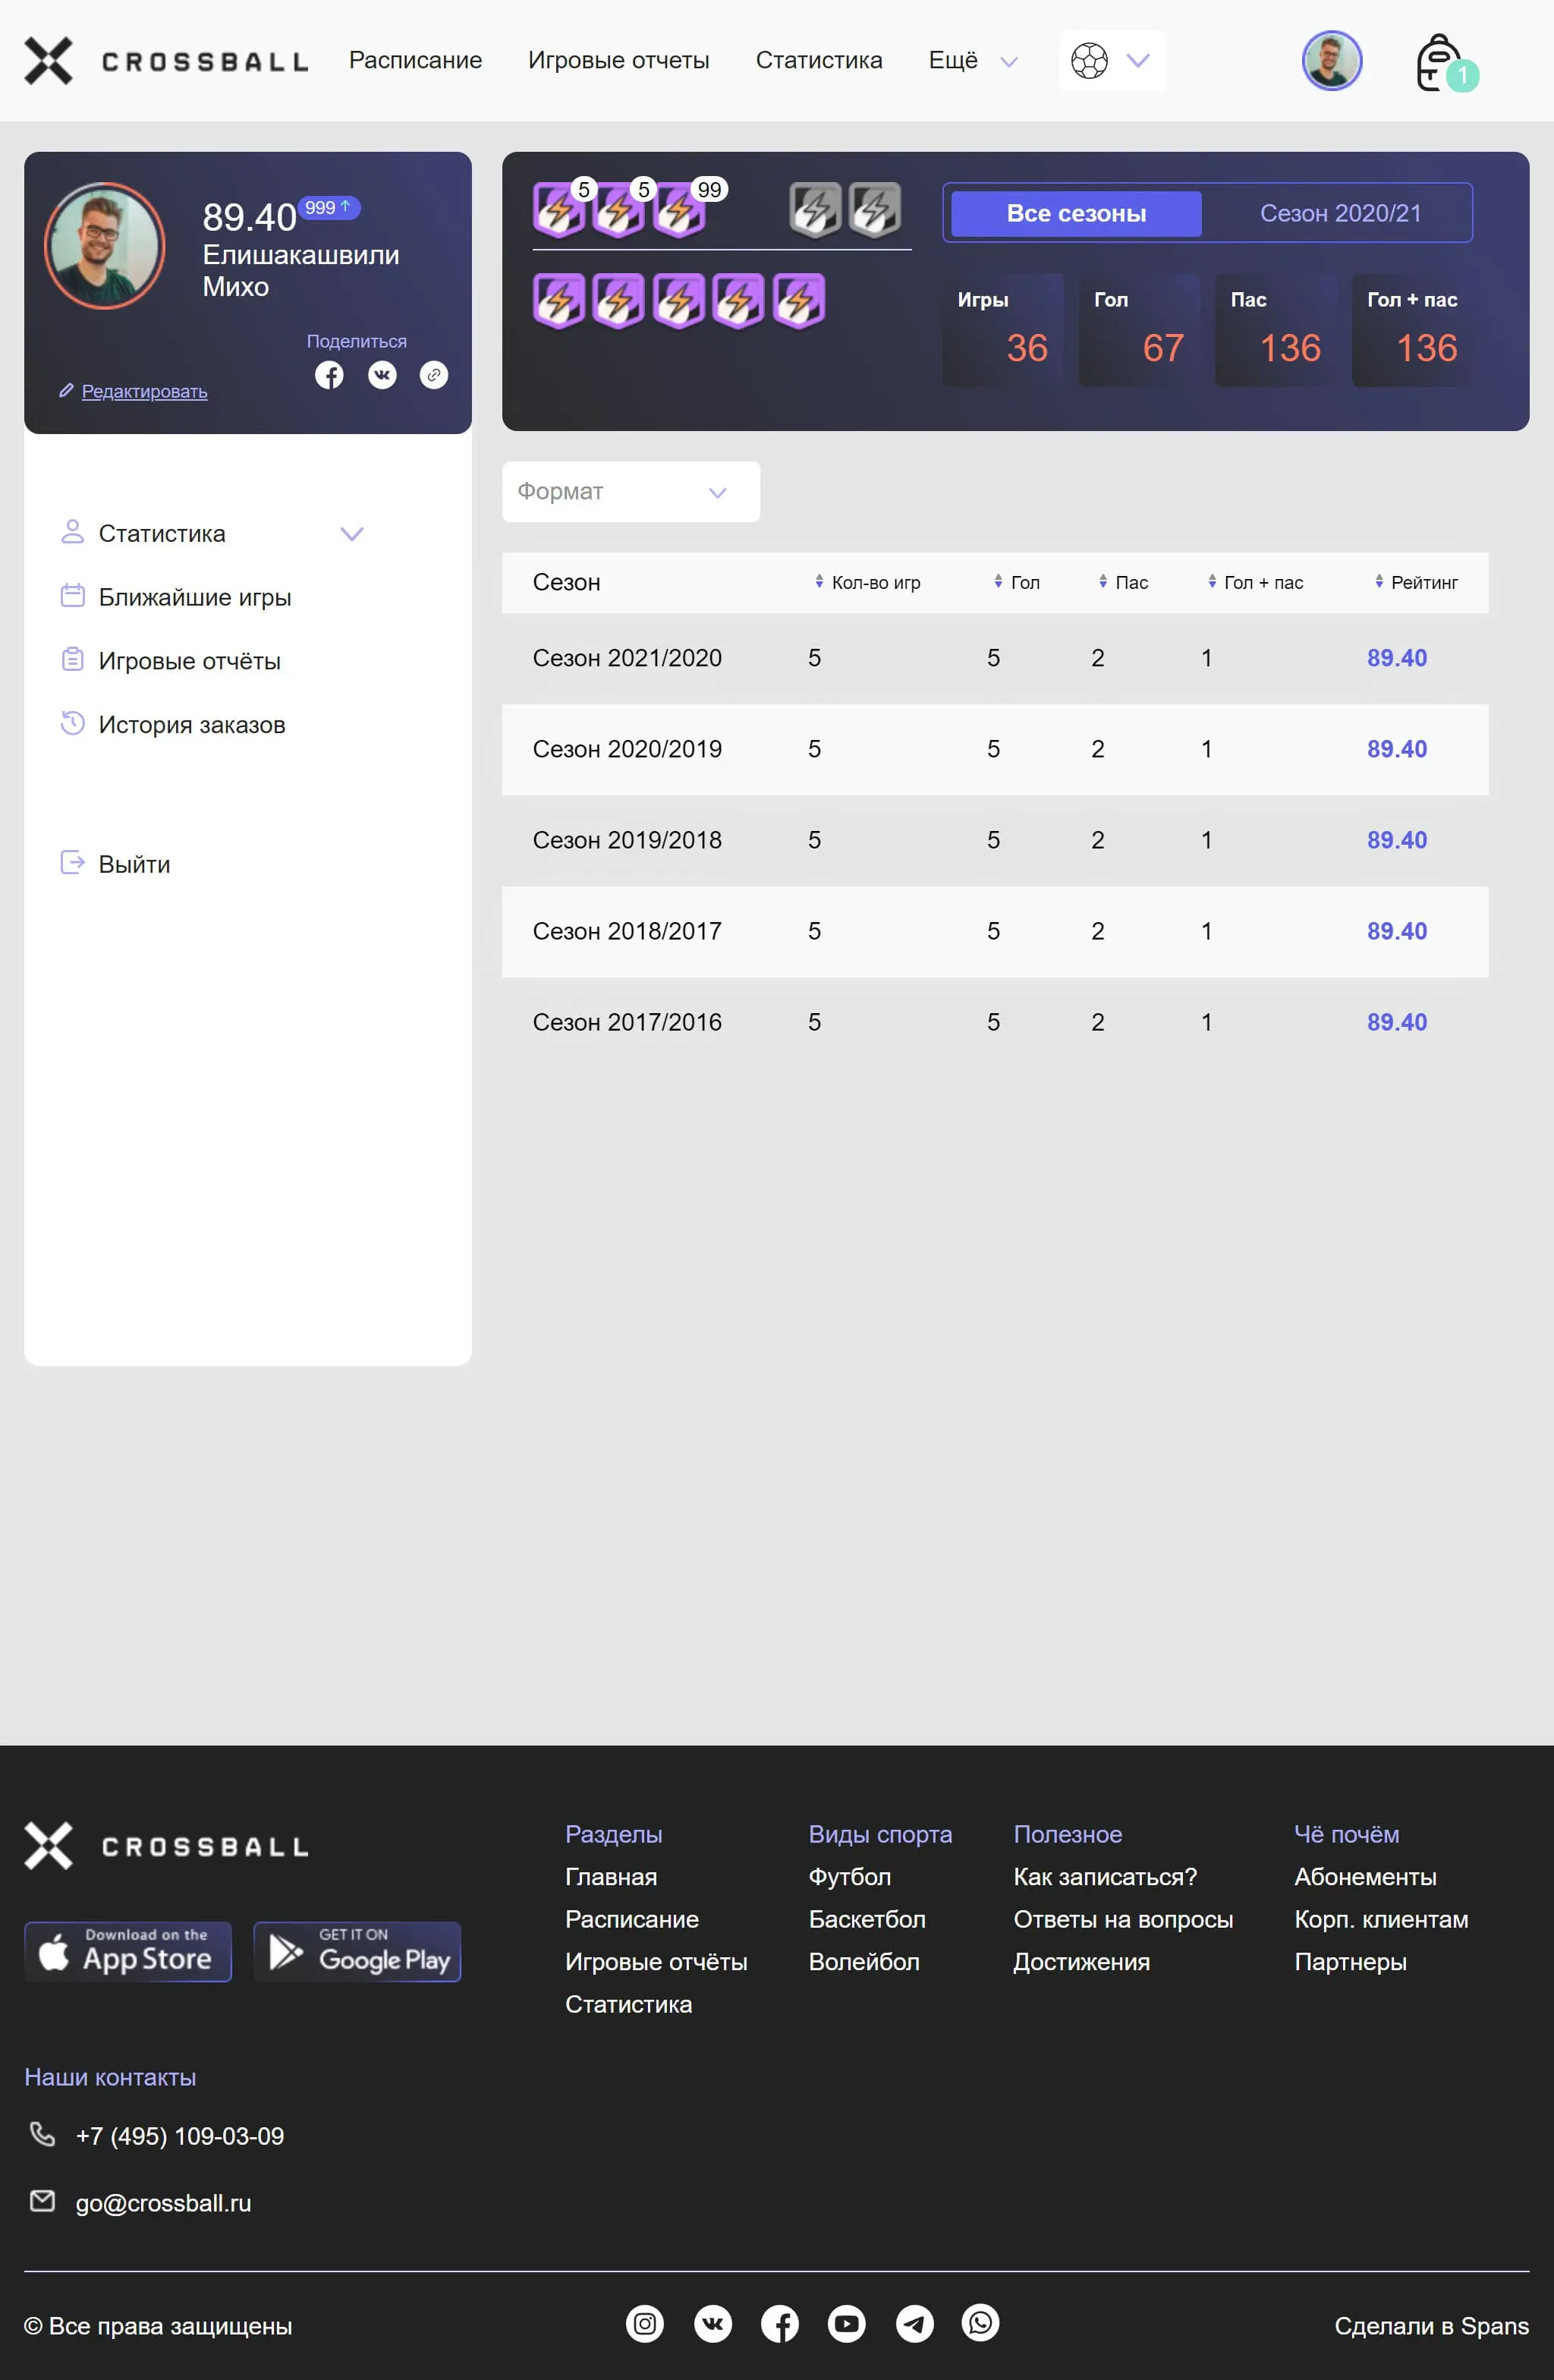 CROSSBALL
Расписание
Игровые отчеты
Статистика
Ещё
1
89.40
999↑
Елишакашвили
Михо
Поделиться
Редактировать
5
5
99
Все сезоны
Сезон 2020/21
Игры
36
Гол
67
Пас
136
Гол + пас
136
Статистика
Ближайшие игры
Игровые отчёты
История заказов
Выйти
Формат
Сезон Кол-во игр Гол Пас Гол + пас Рейтинг
Сезон 2021/2020 5 5 2 1 89.40
Сезон 2020/2019 5 5 2 1 89.40
Сезон 2019/2018 5 5 2 1 89.40
Сезон 2018/2017 5 5 2 1 89.40
Сезон 2017/2016 5 5 2 1 89.40
CROSSBALL
Download on the
App Store
GET IT ON
Google Play
Разделы
Главная
Расписание
Игровые отчёты
Статистика
Виды спорта
Футбол
Баскетбол
Волейбол
Полезное
Как записаться?
Ответы на вопросы
Достижения
Чё почём
Абонементы
Корп. клиентам
Партнеры
Наши контакты
+7 (495) 109-03-09
go@crossball.ru
© Все права защищены
Сделали в Spans